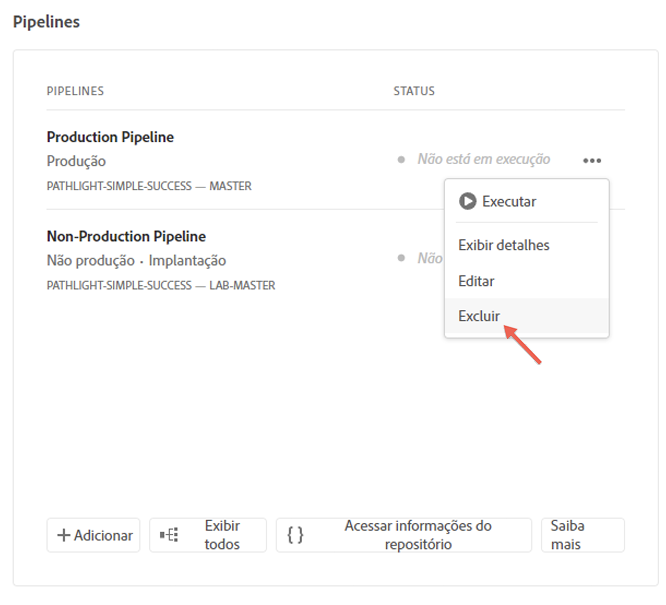 Pipelines
PIPELINES STATUS
Production Pipeline
Produção
Não está em execução
PATHLIGHT-SIMPLE-SUCCESS — MASTER
Executar
Exibir detalhes
Editar
Excluir
Non-Production Pipeline
Não produção · Implantação
Não
PATHLIGHT-SIMPLE-SUCCESS — LAB-MASTER
Adicionar
Exibir
todos
Acessar informações do
repositório
Saiba
mais